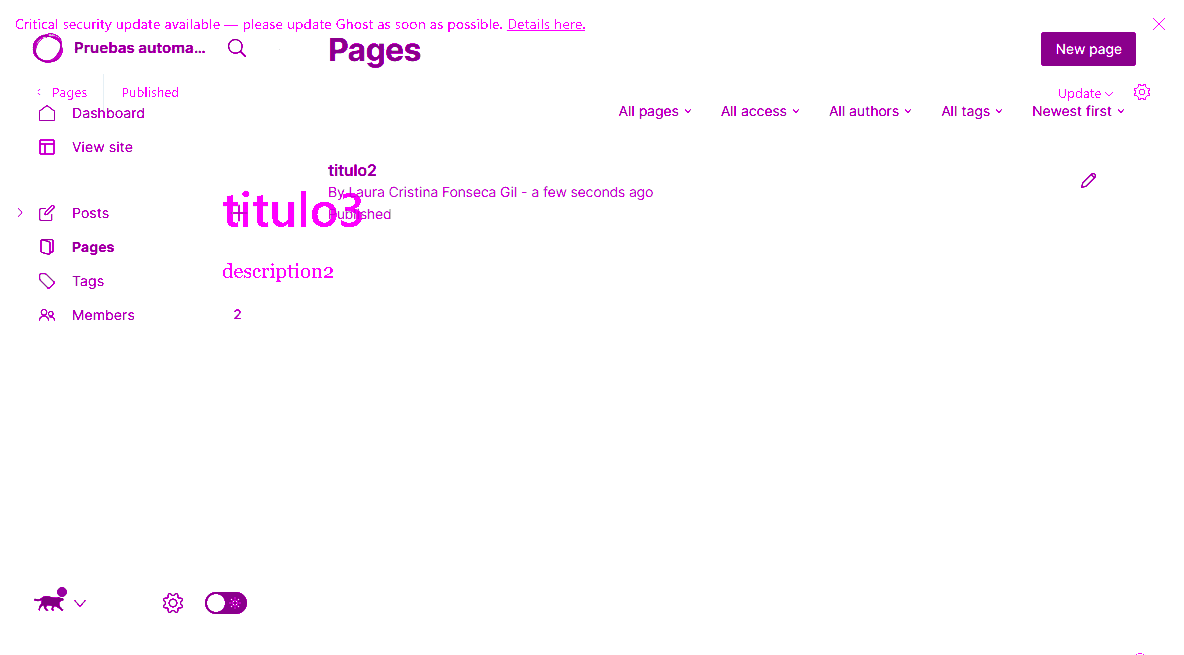 Critical security update available — please update Ghost as soon as possible. Details here.
Pruebas automa...
Pages
New page
Pages
Published
Update
Dashboard
All pages
All access
All authors
All tags
Newest first
View site
titulo2
By Laura Cristina Fonseca Gil - a few seconds ago
Published
titulo3
Posts
Pages
description2
Tags
Members
2